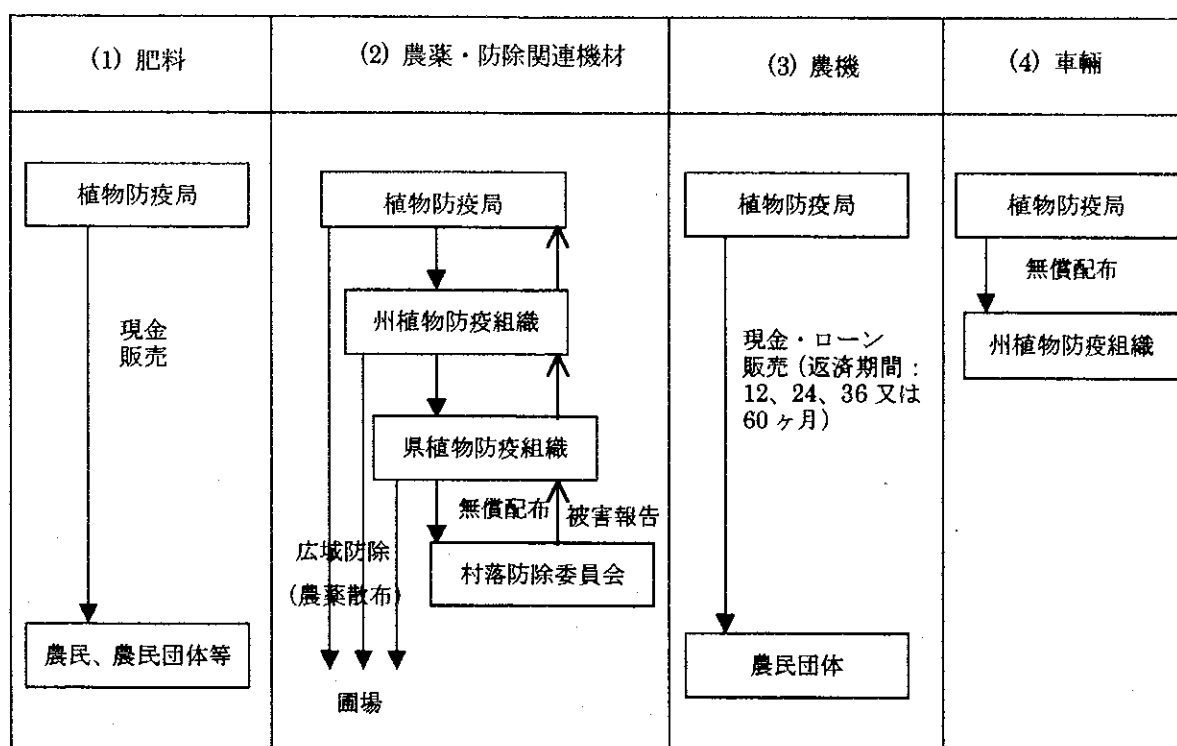 (1) 肥料
植物防疫局
現金
販売
農民、農民団体等
(2) 農薬・防除関連機材
植物防疫局
州植物防疫組織
県植物防疫組織
無償配布
被害報告
広域防除
(農薬散布)
村落防除委員会
圃場
(3) 農機
植物防疫局
現金・ローン
販売 (返済期間:
12、24、36 又は
60 ヶ月)
農民団体
(4) 車輛
植物防疫局
無償配布
州植物防疫組織